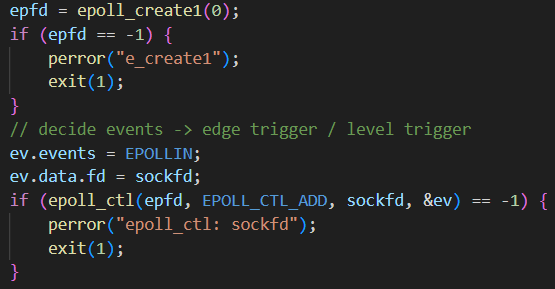 epfd = epoll_create1(0);
if (epfd == -1) {
    perror("e_create1");
    exit(1);
}
// decide events -> edge trigger / level trigger
ev.events = EPOLLIN;
ev.data.fd = sockfd;
if (epoll_ctl(epfd, EPOLL_CTL_ADD, sockfd, &ev) == -1) {
    perror("epoll_ctl: sockfd");
    exit(1);
}